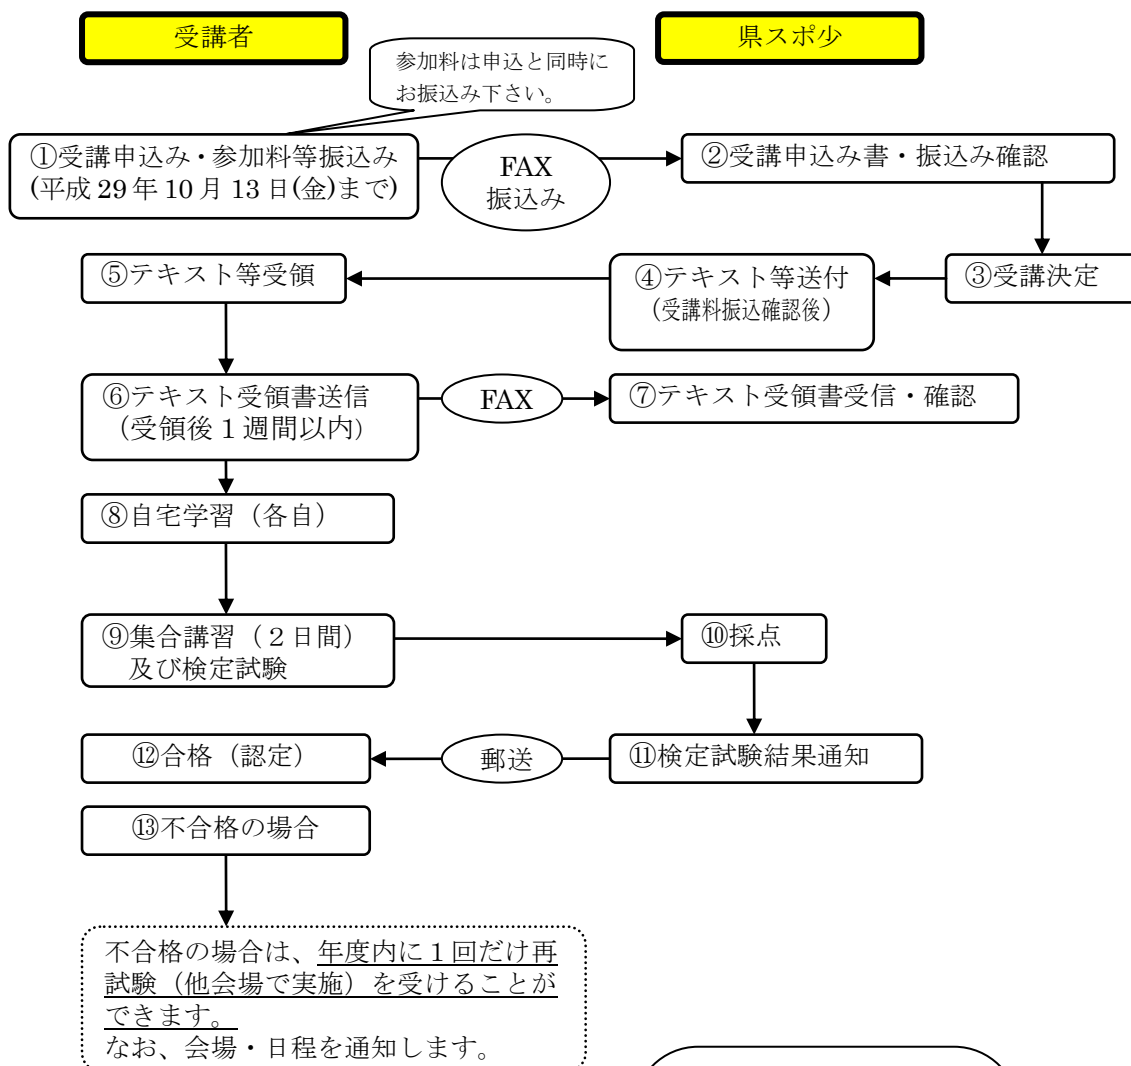 受講者
県スポ少
参加料は申込と同時に
お振込み下さい。
①受講申込み・参加料等振込み
(平成 29 年 10 月 13 日(金)まで)
FAX
振込み
②受講申込み書・振込み確認
③受講決定
④テキスト等送付
(受講料振込確認後)
⑤テキスト等受領
⑥テキスト受領書送信
(受領後 1 週間以内)
FAX
⑦テキスト受領書受信・確認
⑧自宅学習(各自)
⑨集合講習(2日間)
及び検定試験
⑩採点
⑪検定試験結果通知
郵送
⑫合格(認定)
⑬不合格の場合
不合格の場合は、年度内に1回だけ再
試験(他会場で実施)を受けることが
できます。
なお、会場・日程を通知します。